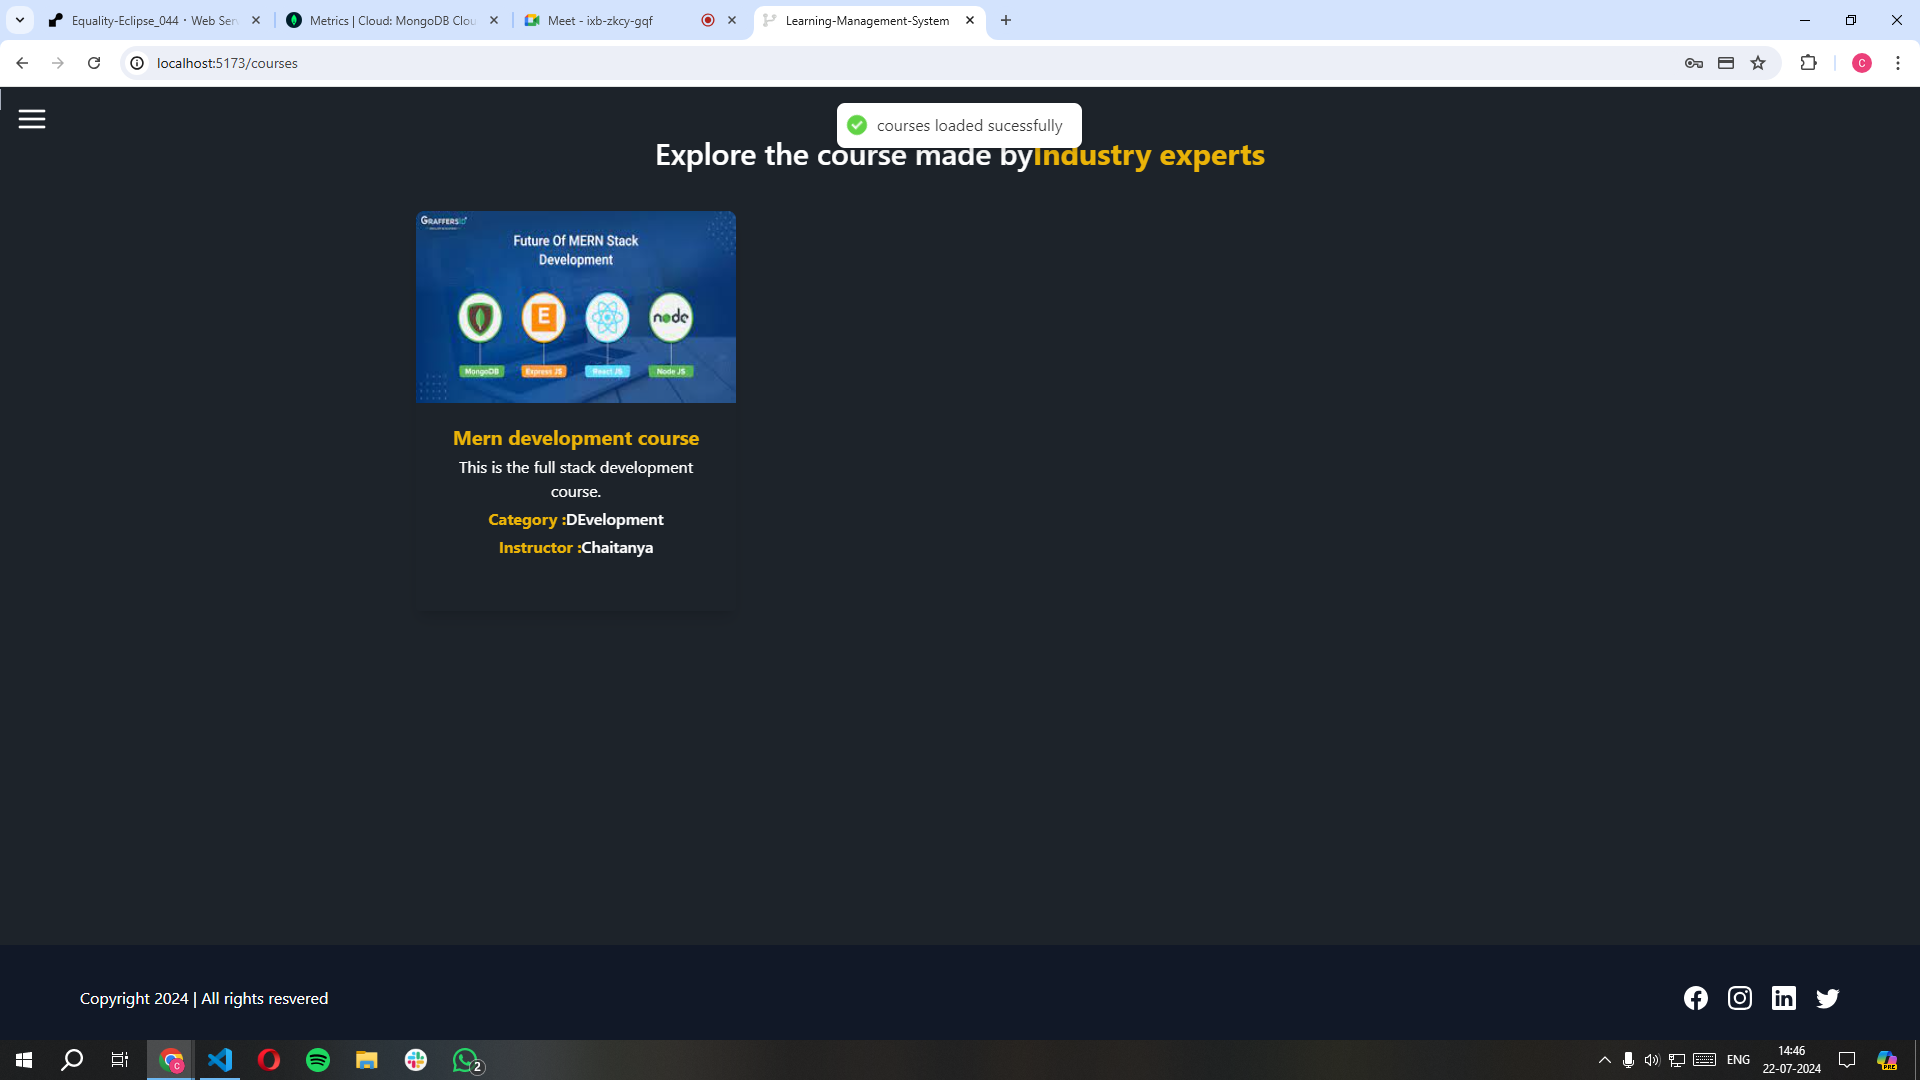 Equality-Eclipse_044 · Web Ser
Metrics | Cloud: MongoDB Clou
Meet - ixb-zkcy-gqf
Learning-Management-System
localhost:5173/courses
courses loaded sucessfully
Explore the course made byIndustry experts
GRAFFERSID
Future Of MERN Stack
Development
E
node
MongoDB
Express JS
React JS
Node JS
Mern development course
This is the full stack development
course.
Category :DEvelopment
Instructor :Chaitanya
Copyright 2024 | All rights resvered
C
C
2
ENG
14:46
22-07-2024
PRE